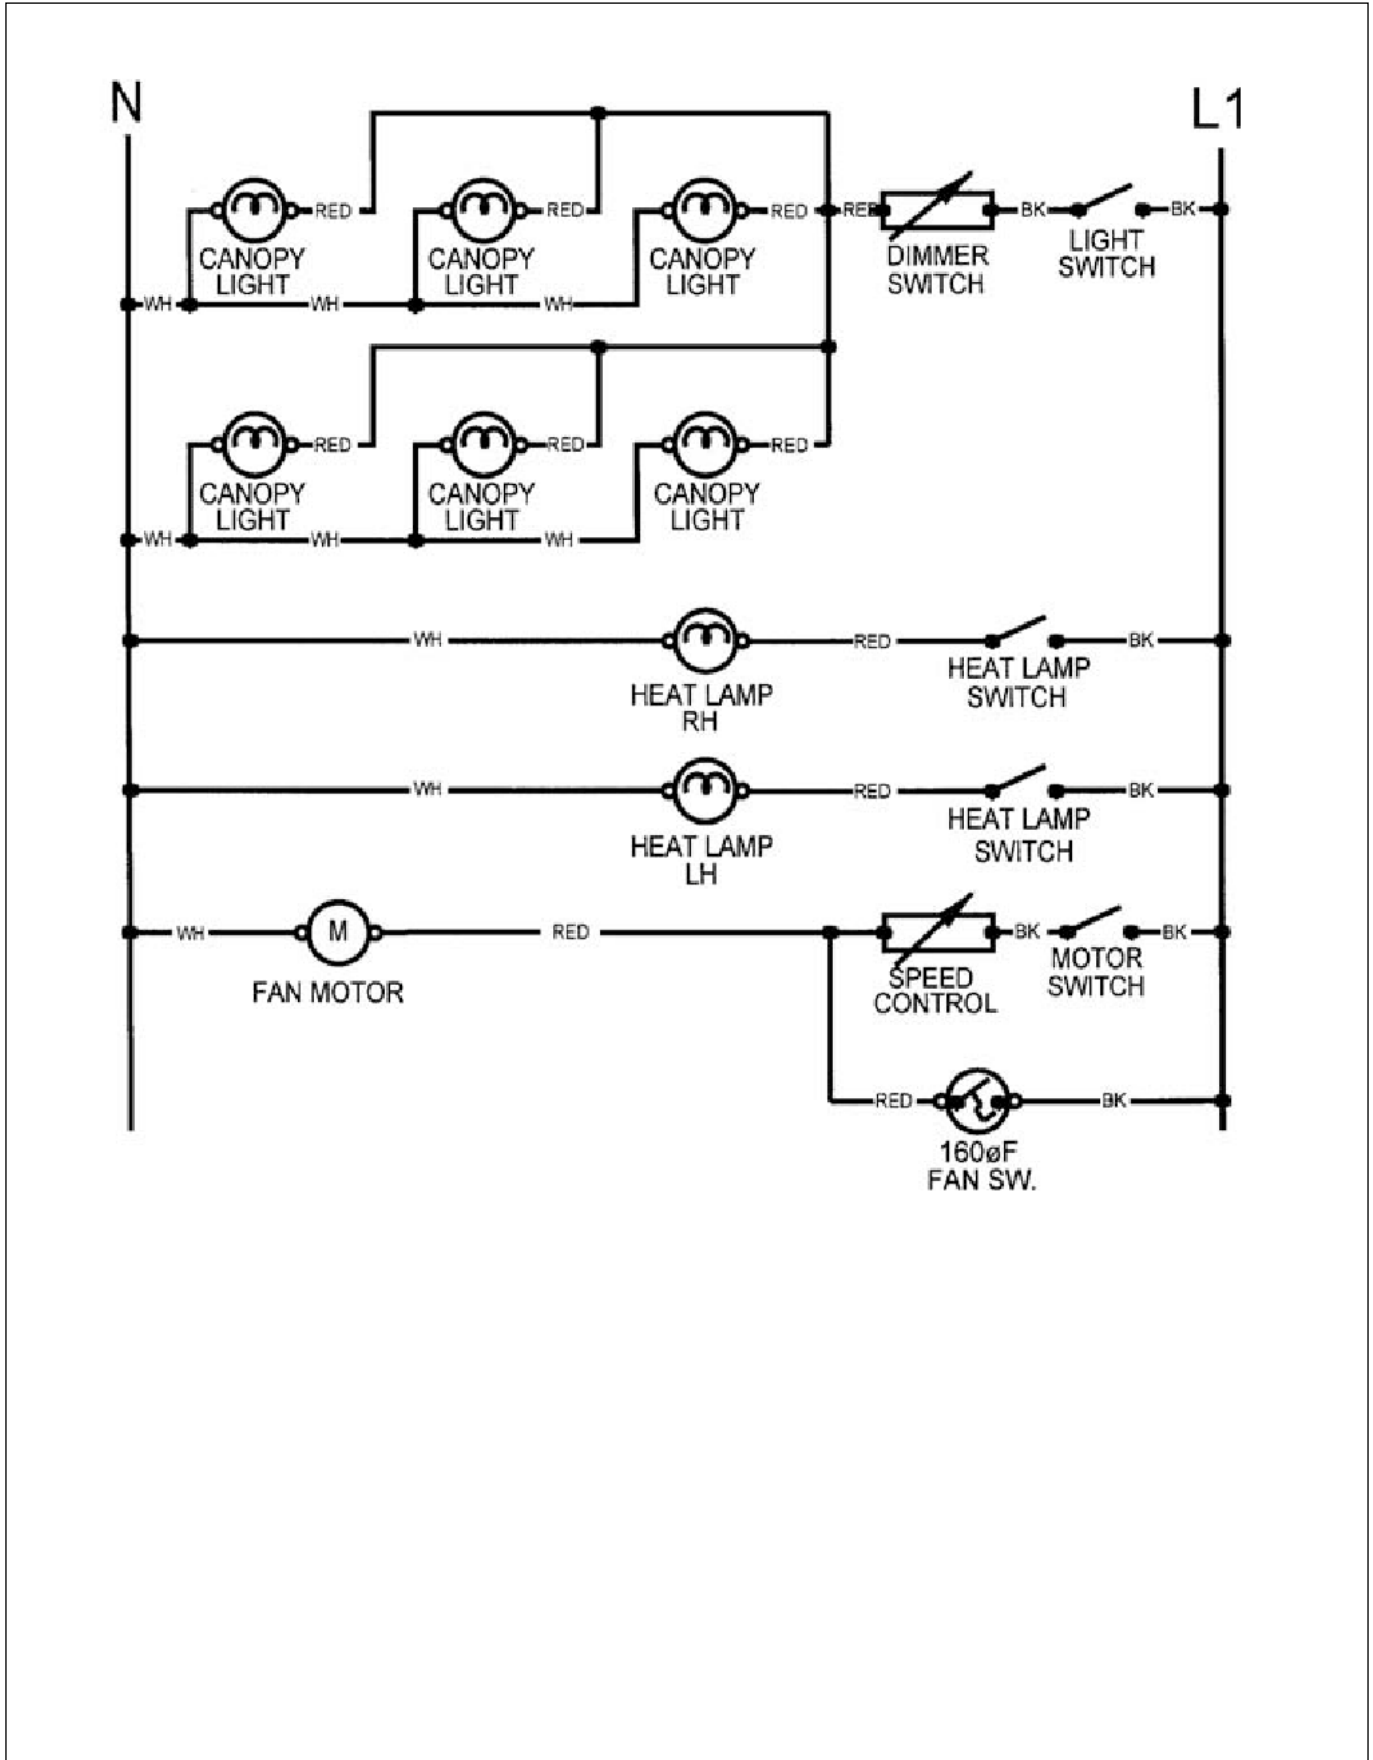 N
L1
RED
RED
RED
RED
BK
BK
CANOPY
LIGHT
CANOPY
LIGHT
CANOPY
LIGHT
DIMMER
SWITCH
LIGHT
SWITCH
WH
WH
WH
RED
RED
RED
CANOPY
LIGHT
CANOPY
LIGHT
CANOPY
LIGHT
WH
WH
WH
WH
RED
BK
HEAT LAMP
RH
HEAT LAMP
SWITCH
WH
RED
BK
HEAT LAMP
LH
HEAT LAMP
SWITCH
WH
M
RED
BK
BK
FAN MOTOR
SPEED
CONTROL
MOTOR
SWITCH
RED
BK
160øF
FAN SW.